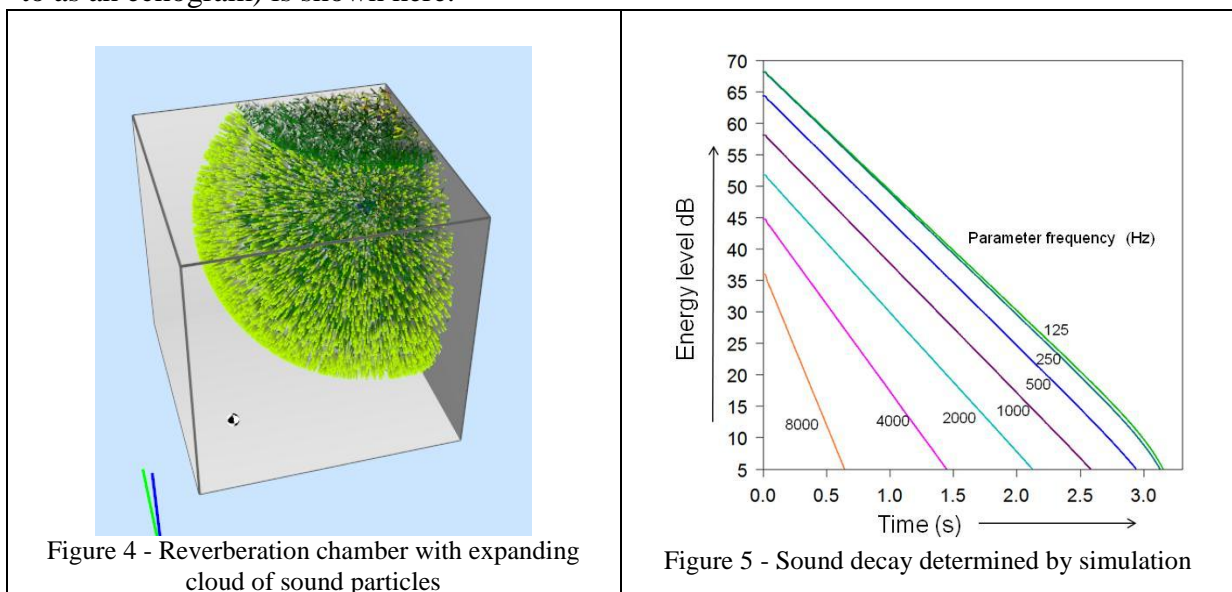 to as an echogram) is shown here.
Figure 4 - Reverberation chamber with expanding
cloud of sound particles
70
65
60
55
50
45
40
35
30
25
20
15
10
5
Energy level dB
Parameter frequency (Hz)
125
250
500
1000
2000
4000
8000
0.0 0.5 1.0 1.5 2.0 2.5 3.0
Time (s)
Figure 5 - Sound decay determined by simulation